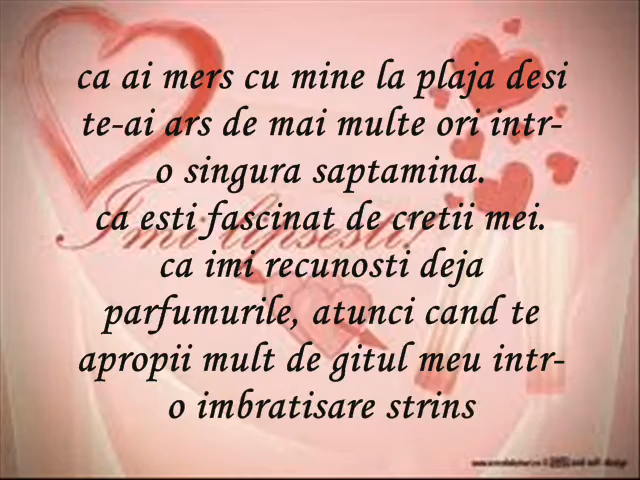 ca ai mers cu mine la plaja desi
te-ai ars de mai multe ori intr-
o singura saptamina.
ca esti fascinat de cretii mei.
Imi lipsesti!
ca imi recunosti deja
parfumurile, atunci cand te
apropii mult de gitul meu intr-
o imbratisare strins